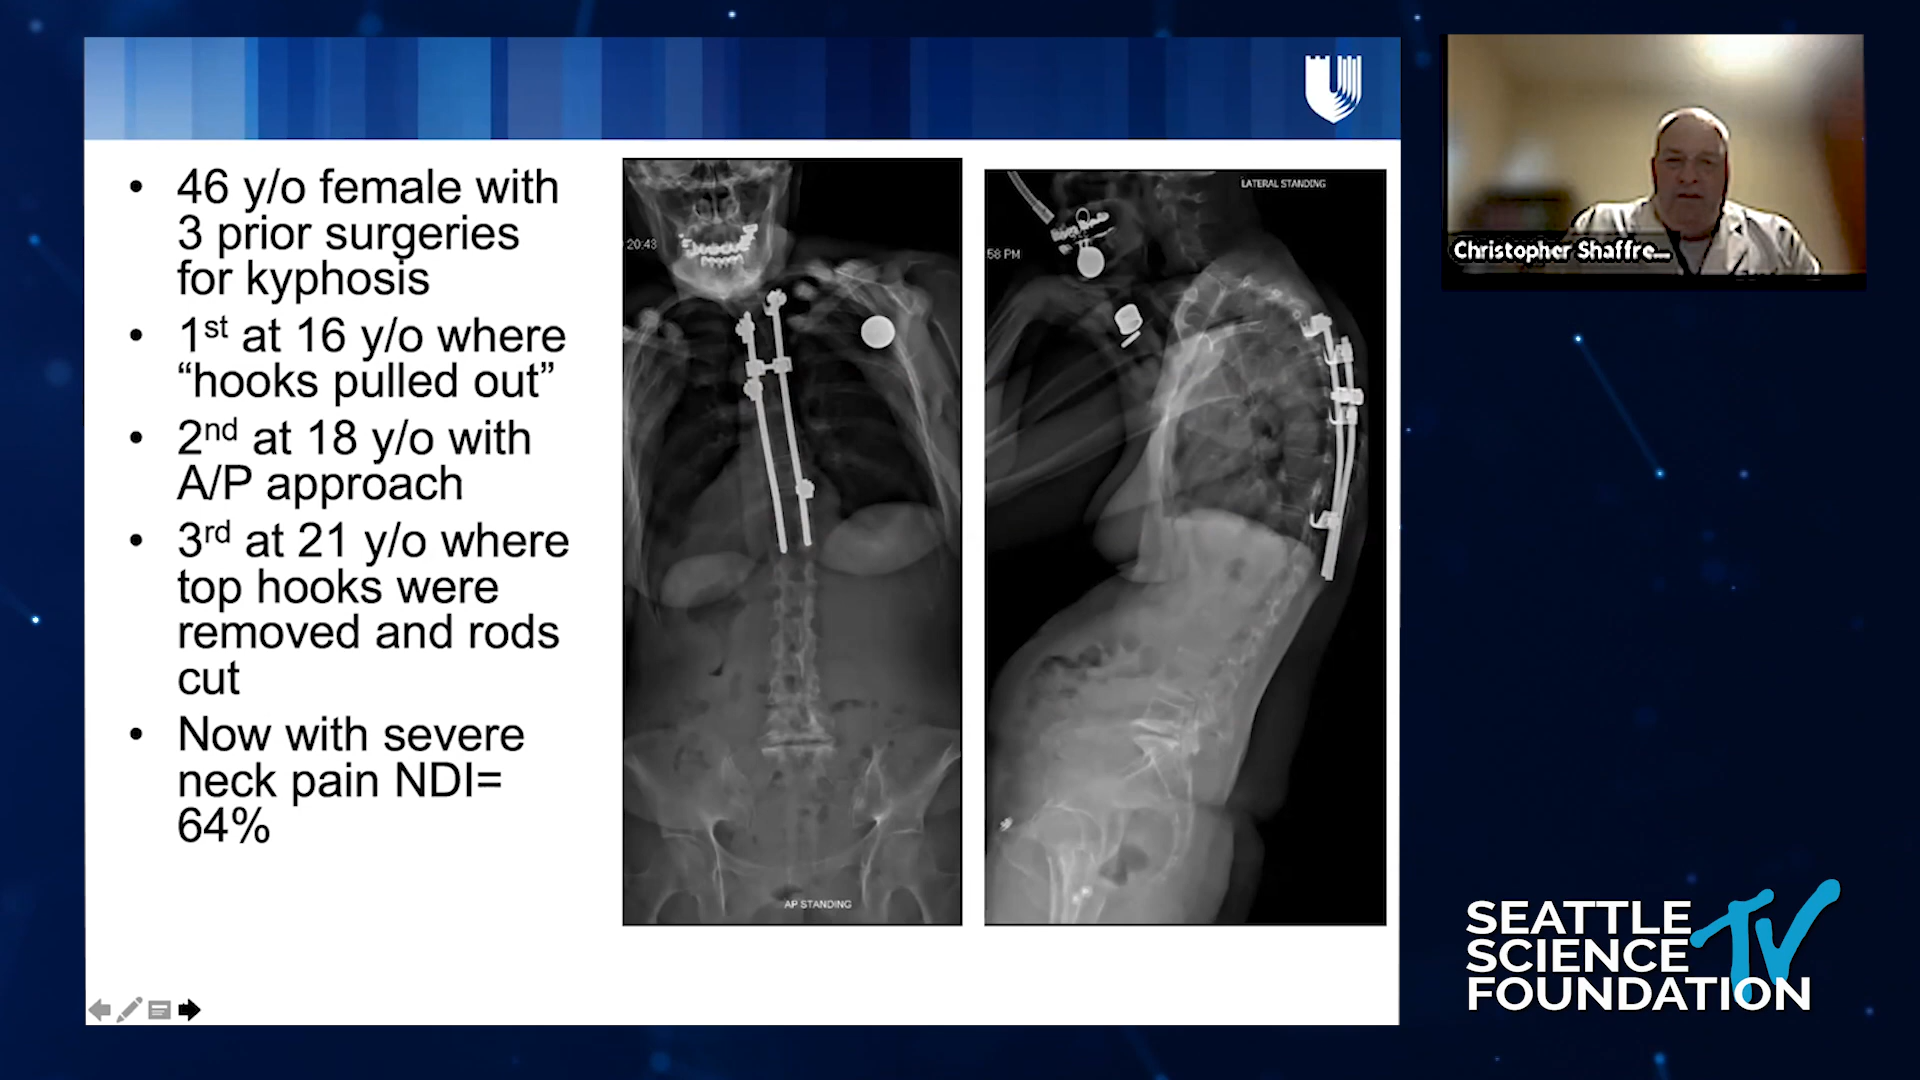 • 46 y/o female with
3 prior surgeries
for kyphosis
• 1st at 16 y/o where
“hooks pulled out”
• 2nd at 18 y/o with
A/P approach
• 3rd at 21 y/o where
top hooks were
removed and rods
cut
• Now with severe
neck pain NDI=
64%
20:43
AP STANDING
LATERAL STANDING
58 PM
Christopher Shaffre...
SEATTLE
SCIENCE
FOUNDATION
TV